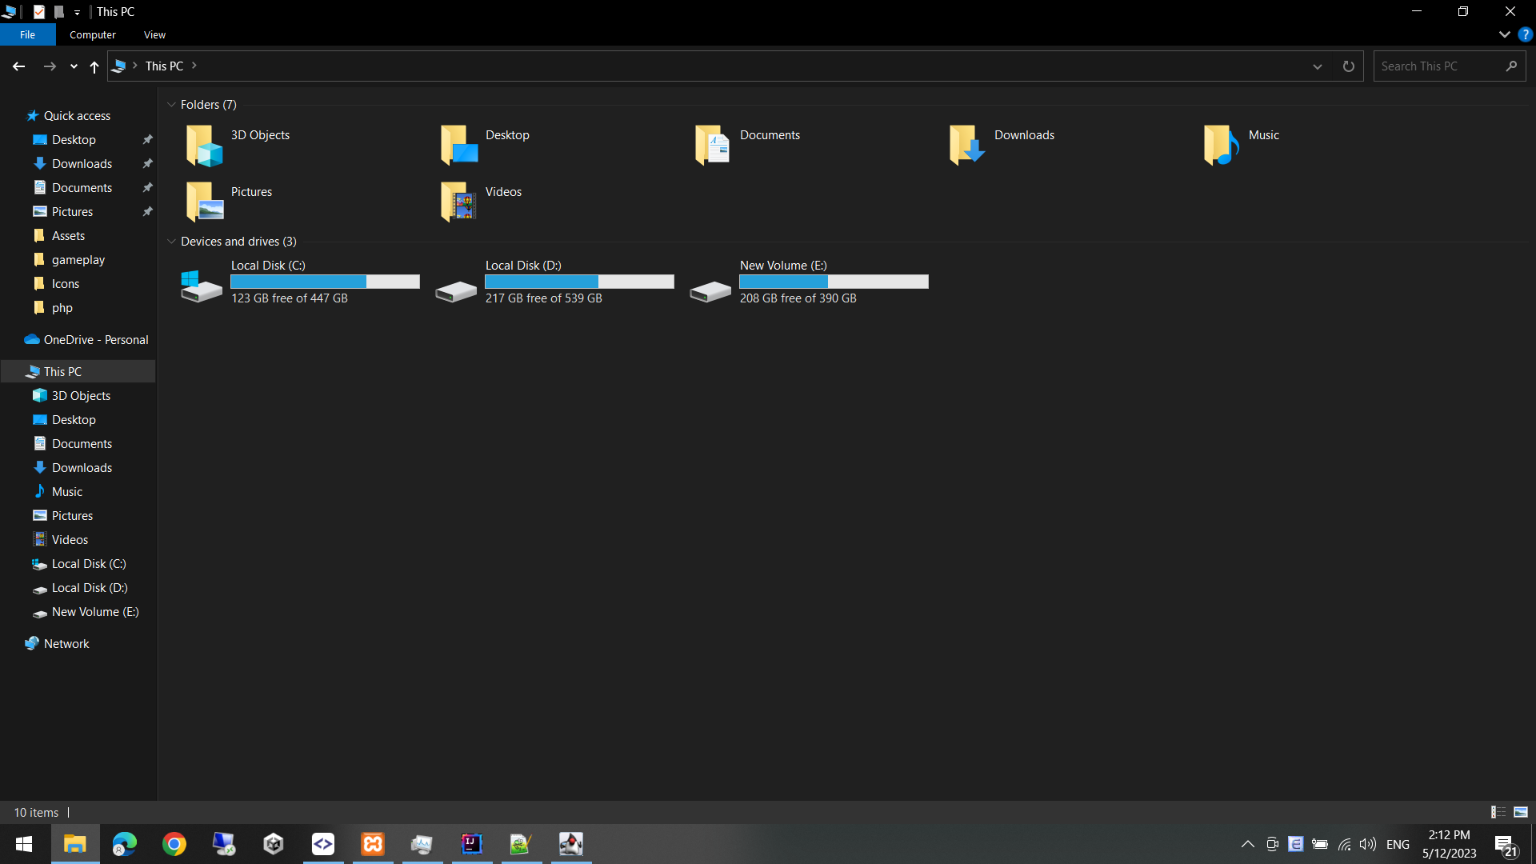 This PC
File
Computer
View
This PC
Search This PC
Quick access
Desktop
Downloads
Documents
Pictures
Assets
gameplay
Icons
php
OneDrive - Personal
This PC
3D Objects
Desktop
Documents
Downloads
Music
Pictures
Videos
Local Disk (C:)
Local Disk (D:)
New Volume (E:)
Network
Folders (7)
3D Objects
Desktop
Documents
Downloads
Music
Pictures
Videos
Devices and drives (3)
Local Disk (C:)
123 GB free of 447 GB
Local Disk (D:)
217 GB free of 539 GB
New Volume (E:)
208 GB free of 390 GB
10 items
IJ
ENG
2:12 PM
5/12/2023
21